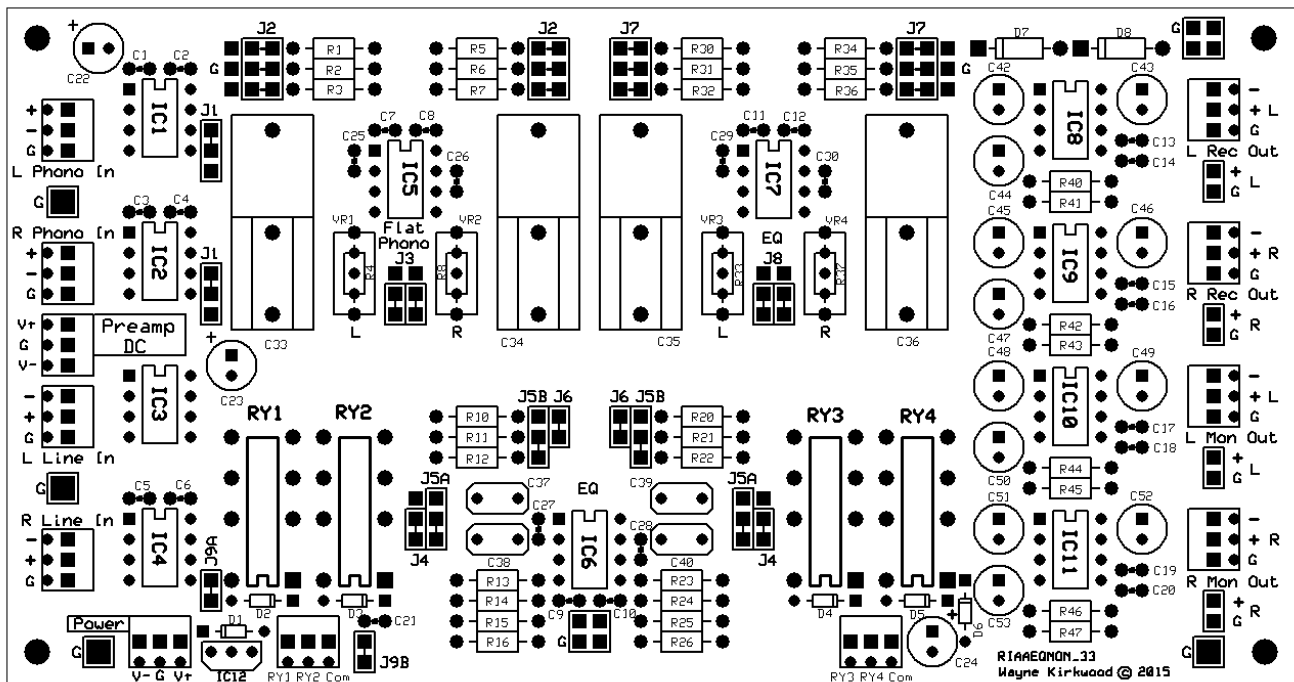 + C22 C1 C2 J2 R1 R5 J2 J7 R30 R34 J7 D7 D8
G R2 R6 R31 R35 G
R3 R7 R32 R36
C42 C43
+ IC1 J1 C7 C8 C11 C12 IC8 - + L G
- C25 C26 C29 C30 C13
G IC5 IC7 C14
L Phono In L Rec Out
C44 R40 + L
G R41 G
C3 C4 VR1 VR2 VR3 VR4 C45 C46
R Phono In Flat Phono EQ
+ IC2 J1 R4 J3 R8 R33 J8 R37 IC9 - + R G
- C15
G C16
R Rec Out
V+ Preamp DC L R L R C47 R42 + R
G + R43 G
V- C33 C34 C35 C36 C48 C49
- IC3 C23 IC10 - + L G
+ RY1 RY2 J5B J6 J6 J5B RY3 RY4
G R10 R20 C17
R11 R21 C18
L Line In R12 R22 L Mon Out
C50 R44 + L
G R45 G
C5 C6 J5A C37 EQ C39 J5A C51 C52
R Line In C27 C28
- IC4 J9A J4 IC6 J4 IC11 - + R G
+ C38 C40
G R13 R23 C19
D2 D3 R14 R24 D4 D5 C20
C9 C10 D6 + R Mon Out
Power D1 C21 R15 R25 C53 R46 + R
G R16 G R26 R47 G
J9B C24 G
V- G V+ IC12 RY1 RY2 Com RY3 RY4 Com
RIAAEQNON_33
Wayne Kirkwood © 2015